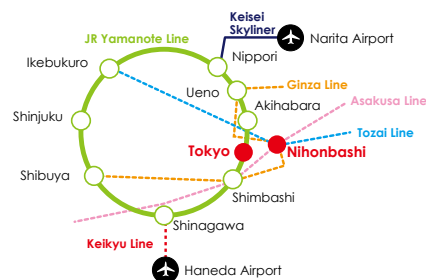 Keisei
Skyliner
JR Yamanote Line
Narita Airport
Nippori
Ikebukuro
Ueno
Ginza Line
Akihabara
Asakusa Line
Shinjuku
Tozai Line
Tokyo
Nihonbashi
Shibuya
Shimbashi
Shinagawa
Keikyu Line
Haneda Airport